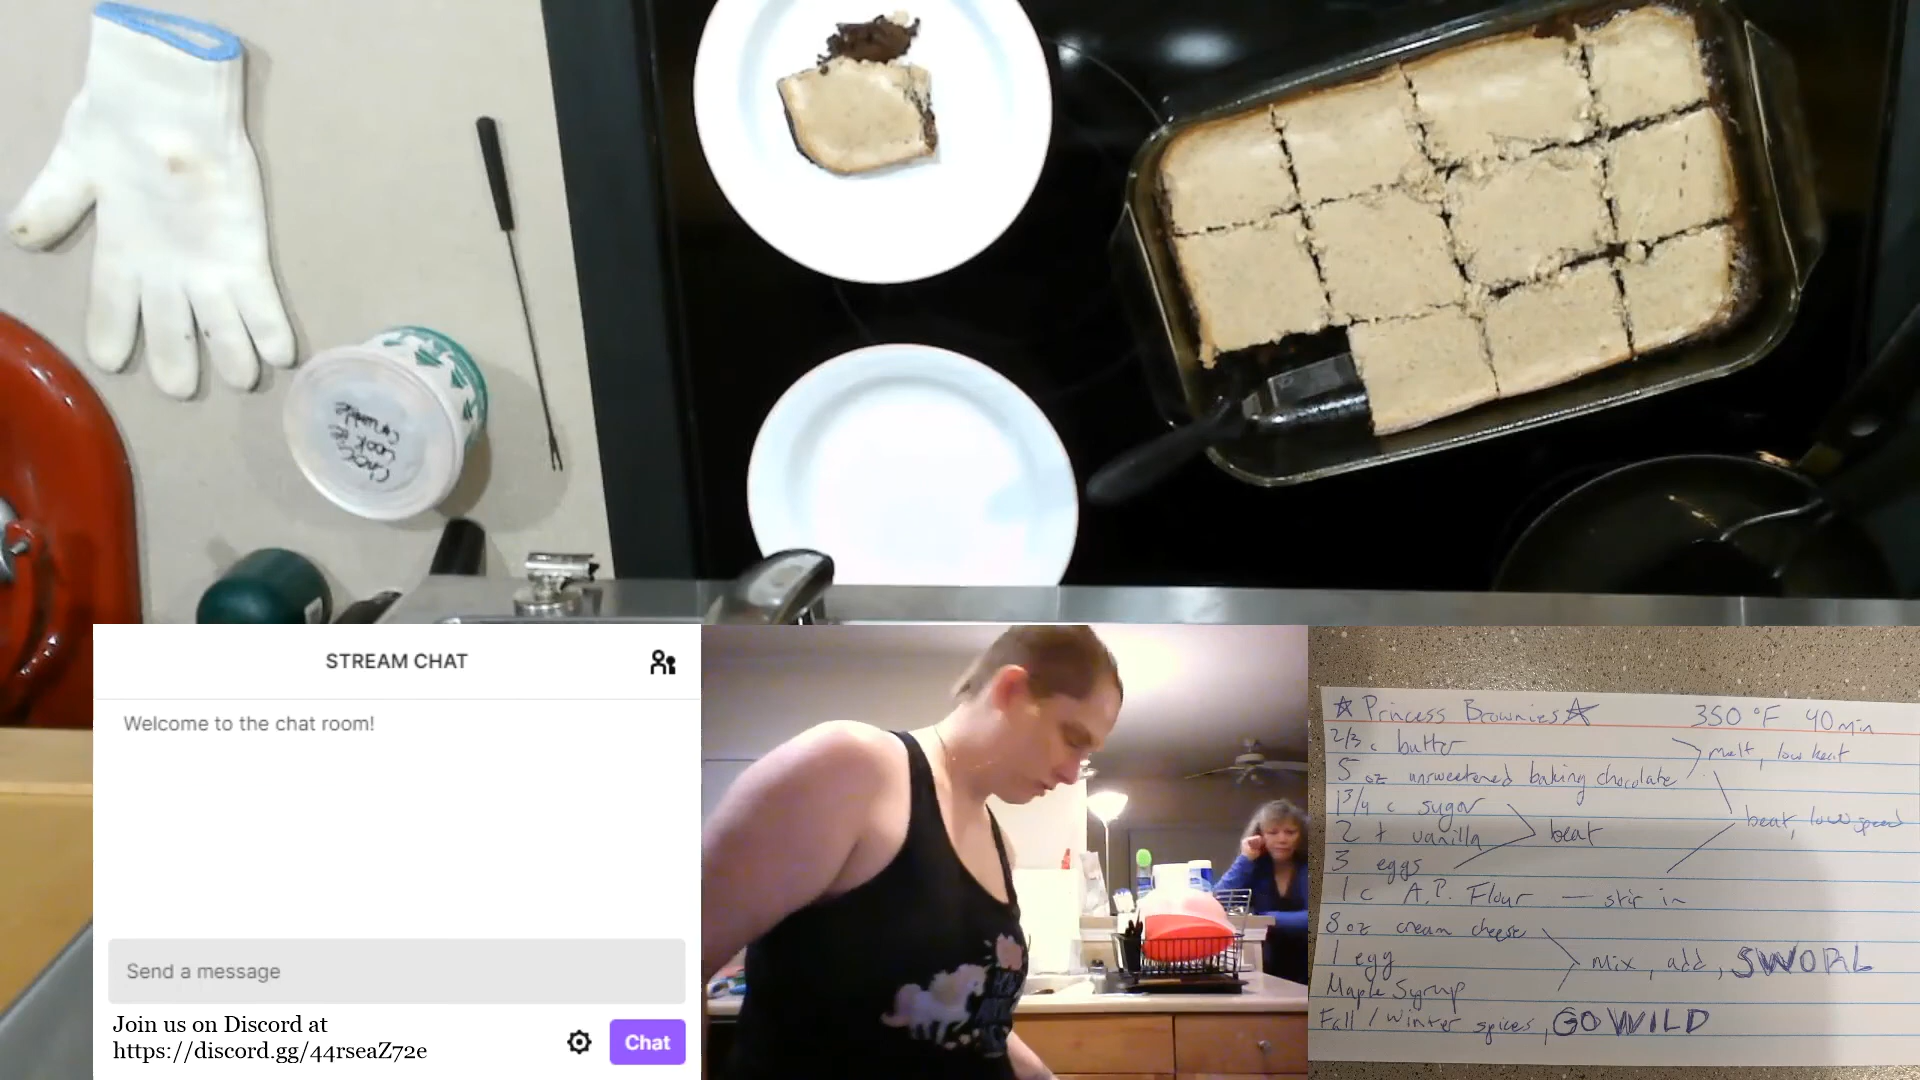 choc
cookie
crumble
STREAM CHAT
Welcome to the chat room!
Send a message
Join us on Discord at
https://discord.gg/44rseaZ72e
Chat
Princess Brownies 350 °F 40 min
2/3 c butter
melt, low heat
5 oz unsweetened baking chocolate
1 3/4 c sugar
beat, low speed
2 t vanilla
beat
3 eggs
1 c A.P. Flour — stir in
8 oz cream cheese
1 egg
mix, add, SWORL
Maple Syrup
Fall / winter spices, GO WILD